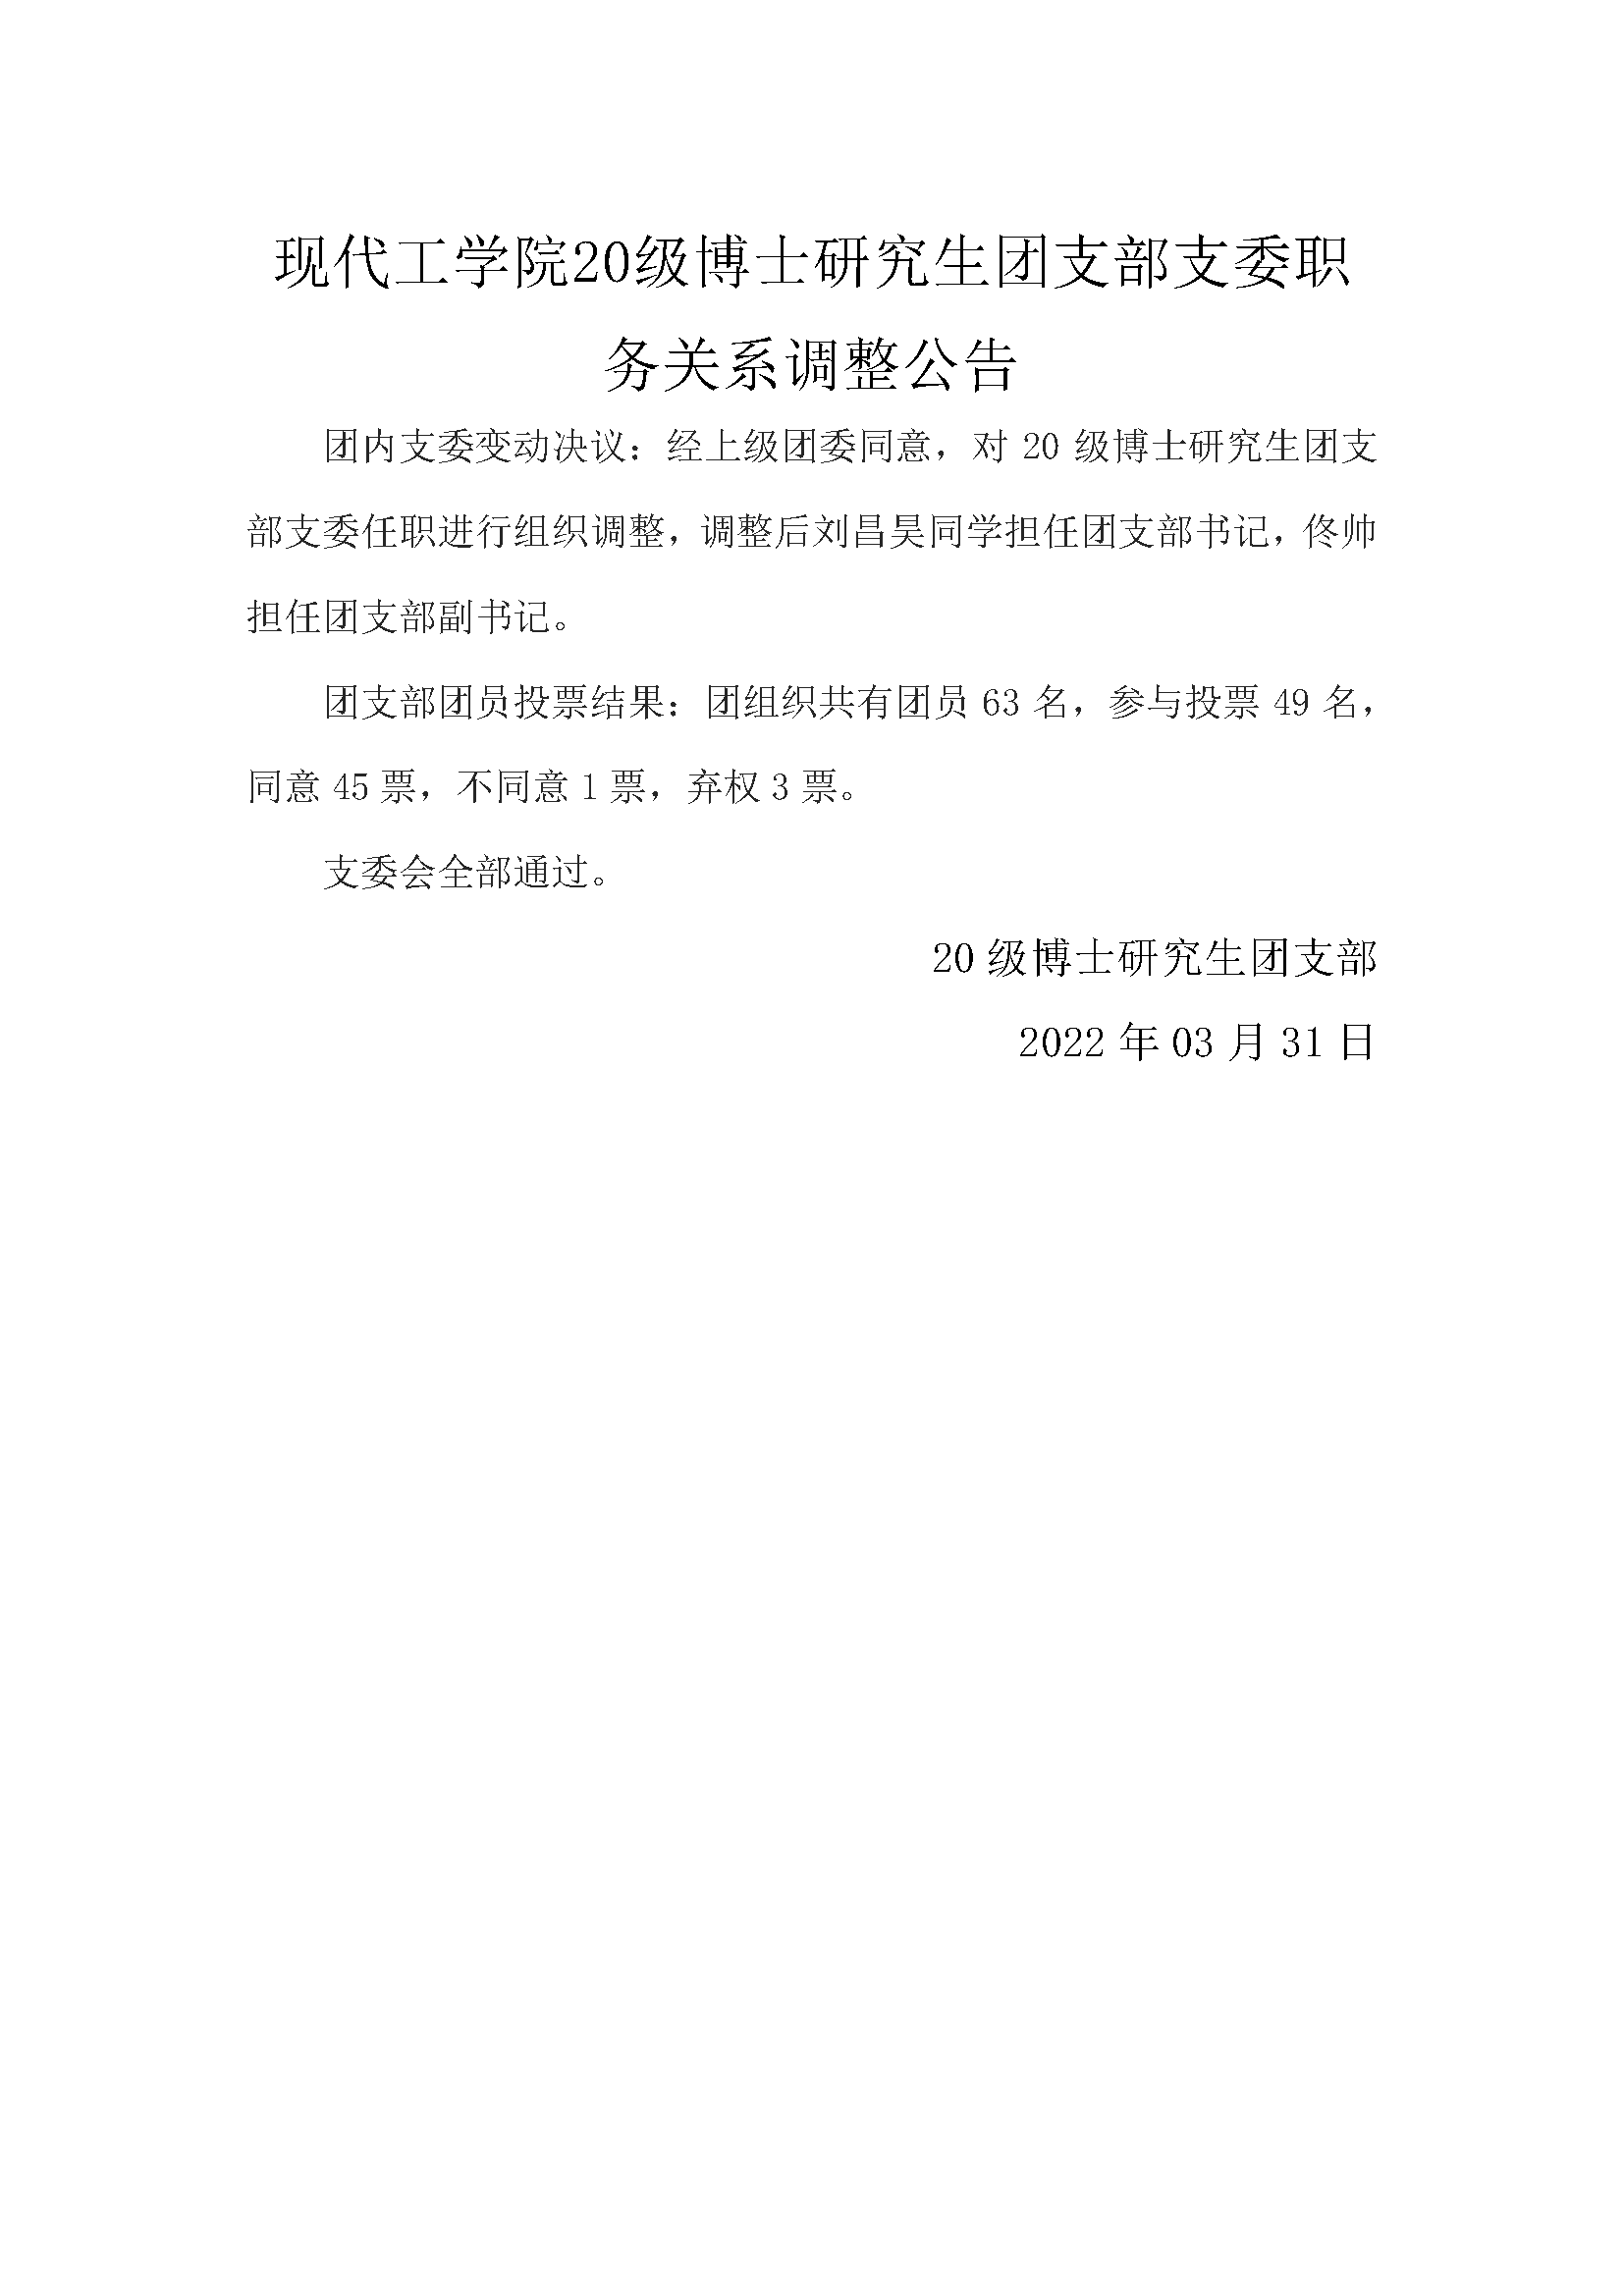 现代工学院20级博士研究生团支部支委职
务关系调整公告
团内支委变动决议：经上级团委同意，对 20 级博士研究生团支
部支委任职进行组织调整，调整后刘昌昊同学担任团支部书记，佟帅
担任团支部副书记。
团支部团员投票结果：团组织共有团员 63 名，参与投票 49 名，
同意 45 票，不同意 1 票，弃权 3 票。
支委会全部通过。
20 级博士研究生团支部
2022 年 03 月 31 日